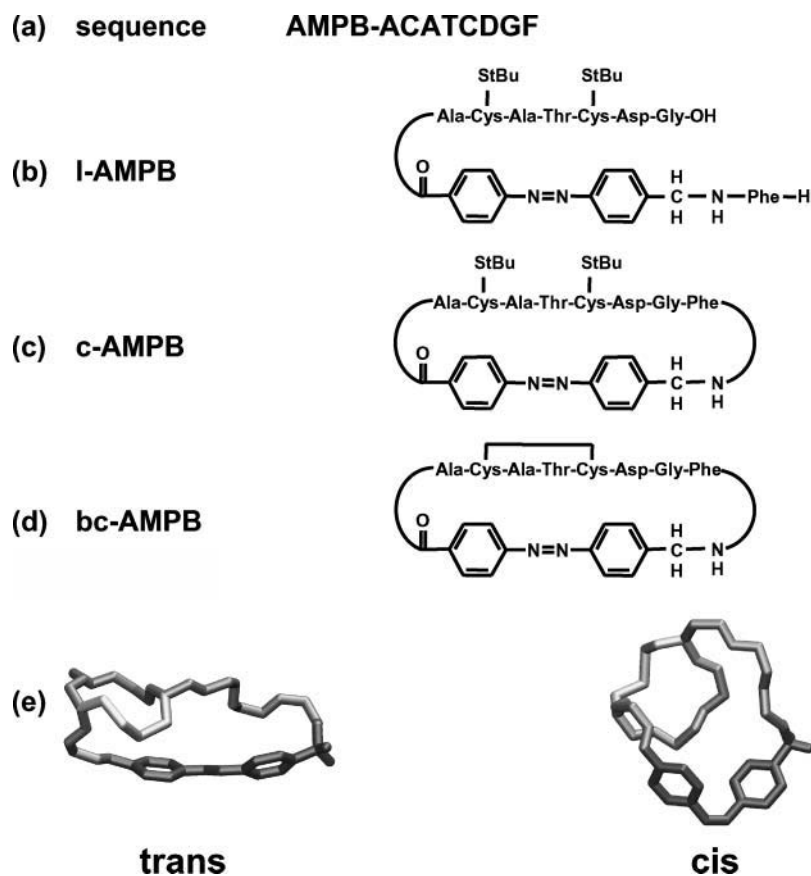 (a) sequence AMPB-ACATCDGF
StBu StBu
Ala-Cys-Ala-Thr-Cys-Asp-Gly-OH
(b) l-AMPB
O H
N=N C N Phe H
H H
StBu StBu
Ala-Cys-Ala-Thr-Cys-Asp-Gly-Phe
(c) c-AMPB
O H
N=N C N
H H
Ala-Cys-Ala-Thr-Cys-Asp-Gly-Phe
(d) bc-AMPB
O H
N=N C N
H H
(e)
trans cis